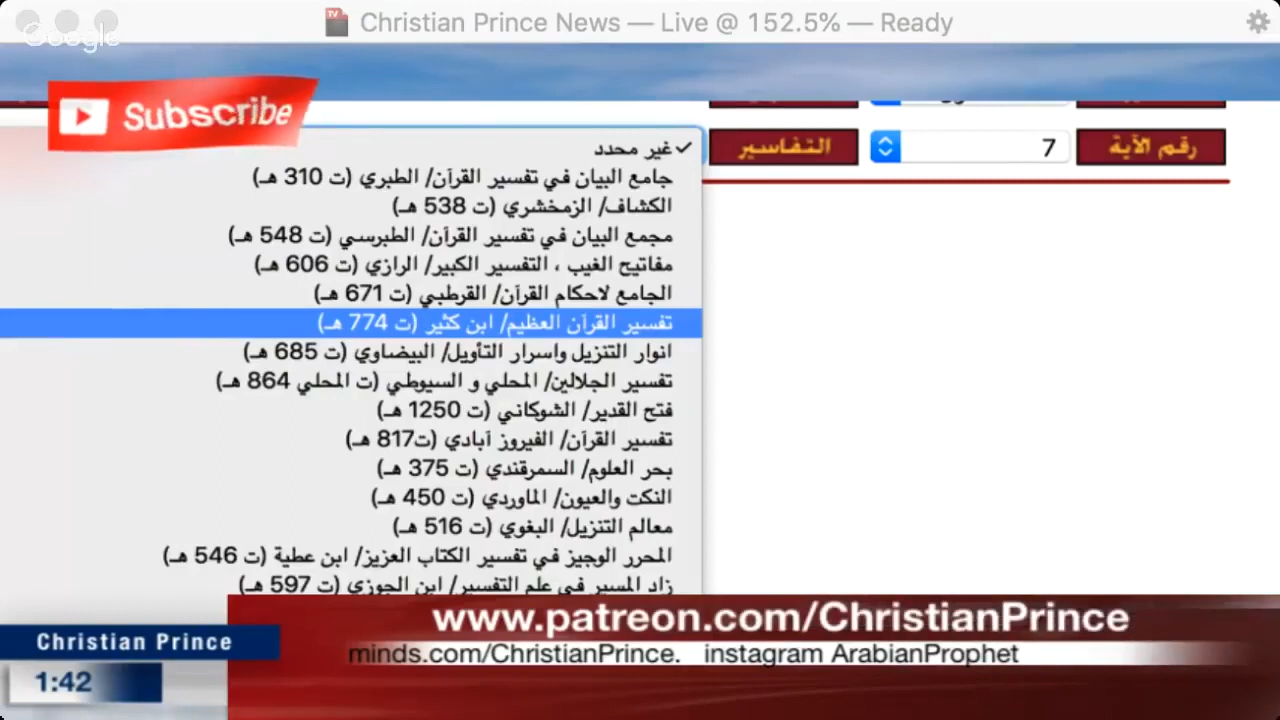 Christian Prince News — Live @ 152.5% — Ready
Google
Subscribe
رقم الآية
7
التفاسير
غير محدد
جامع البيان في تفسير القرآن/ الطبري (ت 310 هـ)
الكشاف/ الزمخشري (ت 538 هـ)
مجمع البيان في تفسير القرآن/ الطبرسي (ت 548 هـ)
مفاتيح الغيب ، التفسير الكبير/ الرازي (ت 606 هـ)
الجامع لاحكام القرآن/ القرطبي (ت 671 هـ)
تفسير القرآن العظيم/ ابن كثير (ت 774 هـ)
انوار التنزيل واسرار التأويل/ البيضاوي (ت 685 هـ)
تفسير الجلالين/ المحلي و السيوطي (ت المحلي 864 هـ)
فتح القدير/ الشوكاني (ت 1250 هـ)
تفسير القرآن/ الفيروز آبادي (ت817 هـ)
بحر العلوم/ السمرقندي (ت 375 هـ)
النكت والعيون/ الماوردي (ت 450 هـ)
معالم التنزيل/ البغوي (ت 516 هـ)
المحرر الوجيز في تفسير الكتاب العزيز/ ابن عطية (ت 546 هـ)
زاد المسير في علم التفسير/ ابن الجوزي (ت 597 هـ)
www.patreon.com/ChristianPrince
Christian Prince
minds.com/ChristianPrince. instagram ArabianProphet
1:42